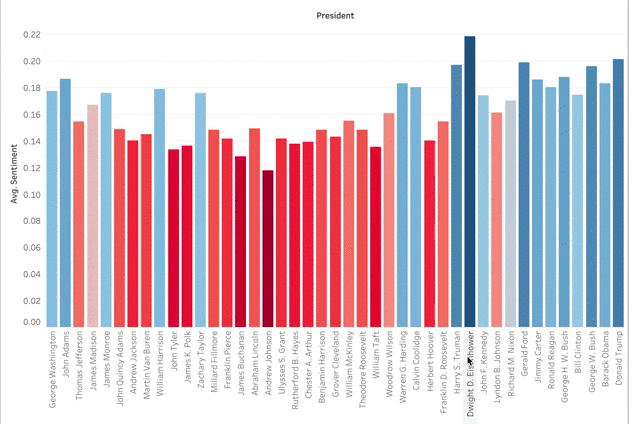 President
Avg. Sentiment
0.22
0.20
0.18
0.16
0.14
0.12
0.10
0.08
0.06
0.04
0.02
0.00
George Washington
John Adams
Thomas Jefferson
James Madison
James Monroe
John Quincy Adams
Andrew Jackson
Martin Van Buren
William Harrison
John Tyler
James K. Polk
Zachary Taylor
Millard Fillmore
Franklin Pierce
James Buchanan
Abraham Lincoln
Andrew Johnson
Ulysses S. Grant
Rutherford B. Hayes
Chester A. Arthur
Benjamin Harrison
Grover Cleveland
William McKinley
Theodore Roosevelt
William Taft
Woodrow Wilson
Warren G. Harding
Calvin Coolidge
Herbert Hoover
Franklin D. Roosevelt
Harry S. Truman
Dwight D. Eisenhower
John F. Kennedy
Lyndon B. Johnson
Richard M. Nixon
Gerald Ford
Jimmy Carter
Ronald Reagan
George H. W. Bush
Bill Clinton
George W. Bush
Barack Obama
Donald Trump